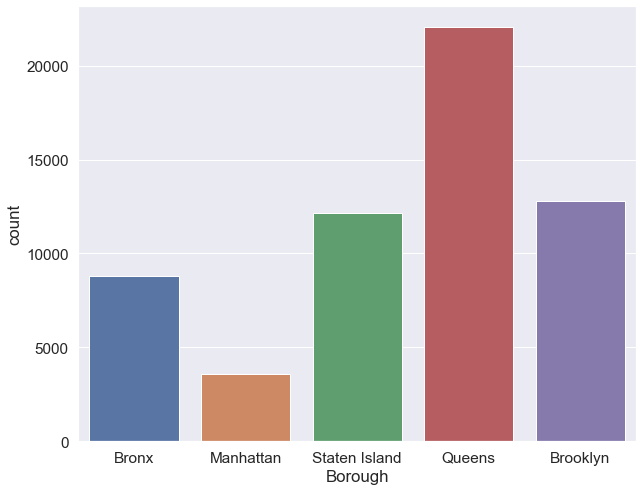 20000
15000
10000
5000
0
count
Bronx Manhattan Staten Island Queens Brooklyn
Borough